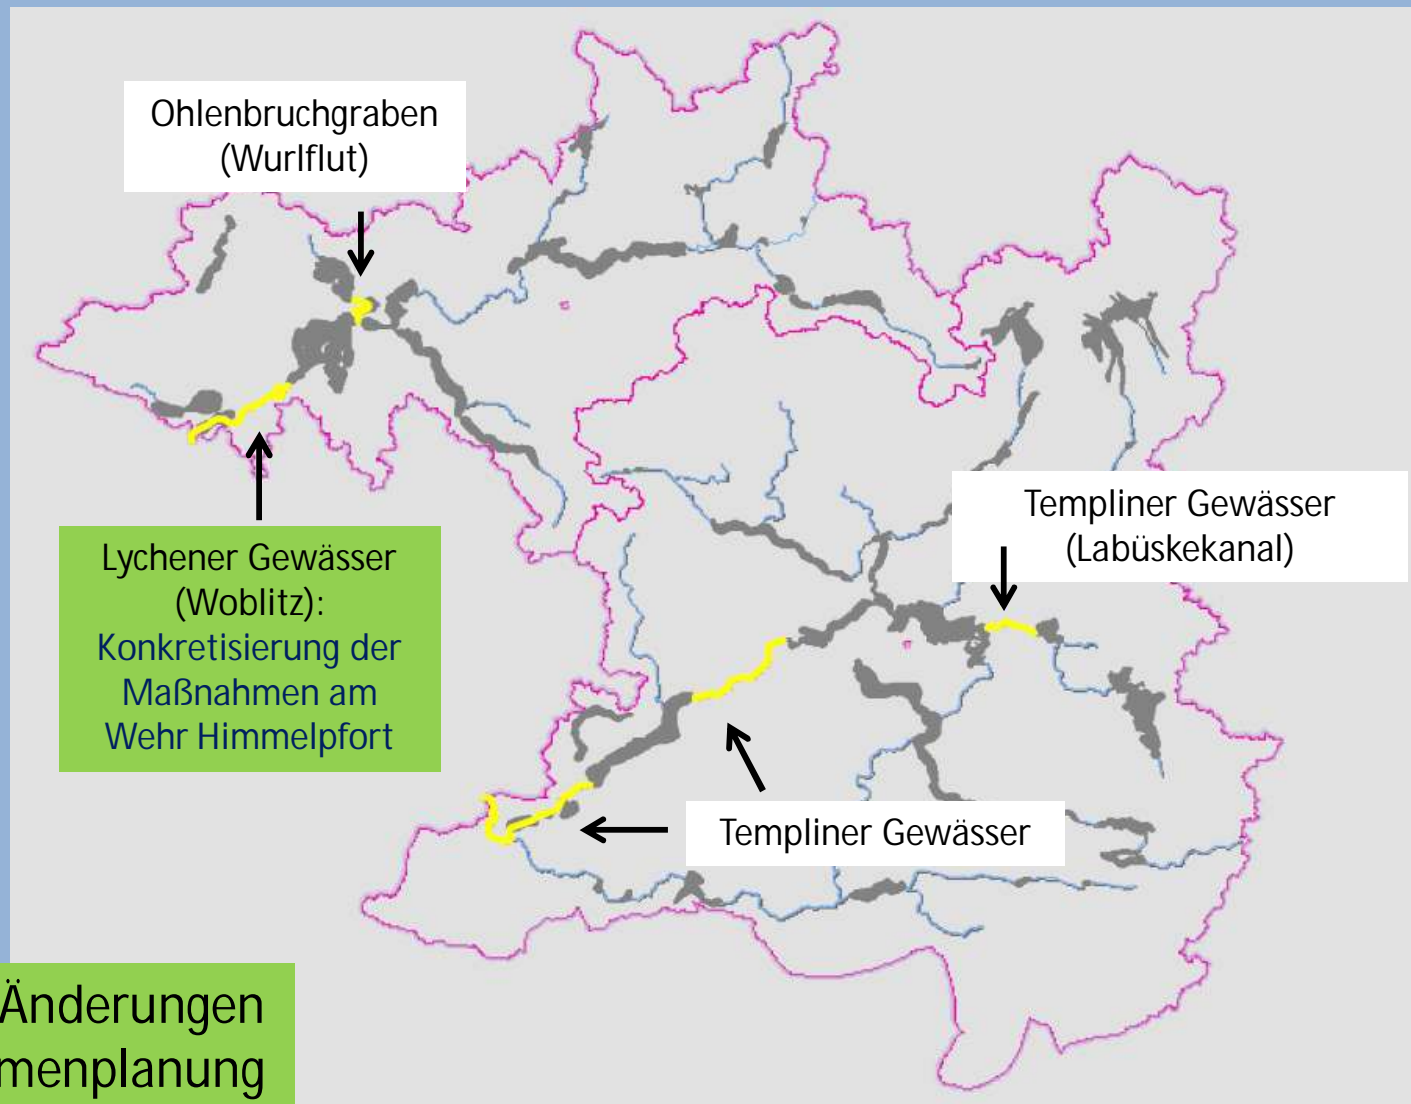 Ohlenbruchgraben
(Wurlflut)
Templiner Gewässer
(Labüskekanal)
Lychener Gewässer
(Woblitz):
Konkretisierung der
Maßnahmen am
Wehr Himmelpfort
Templiner Gewässer
Änderungen
menplanung